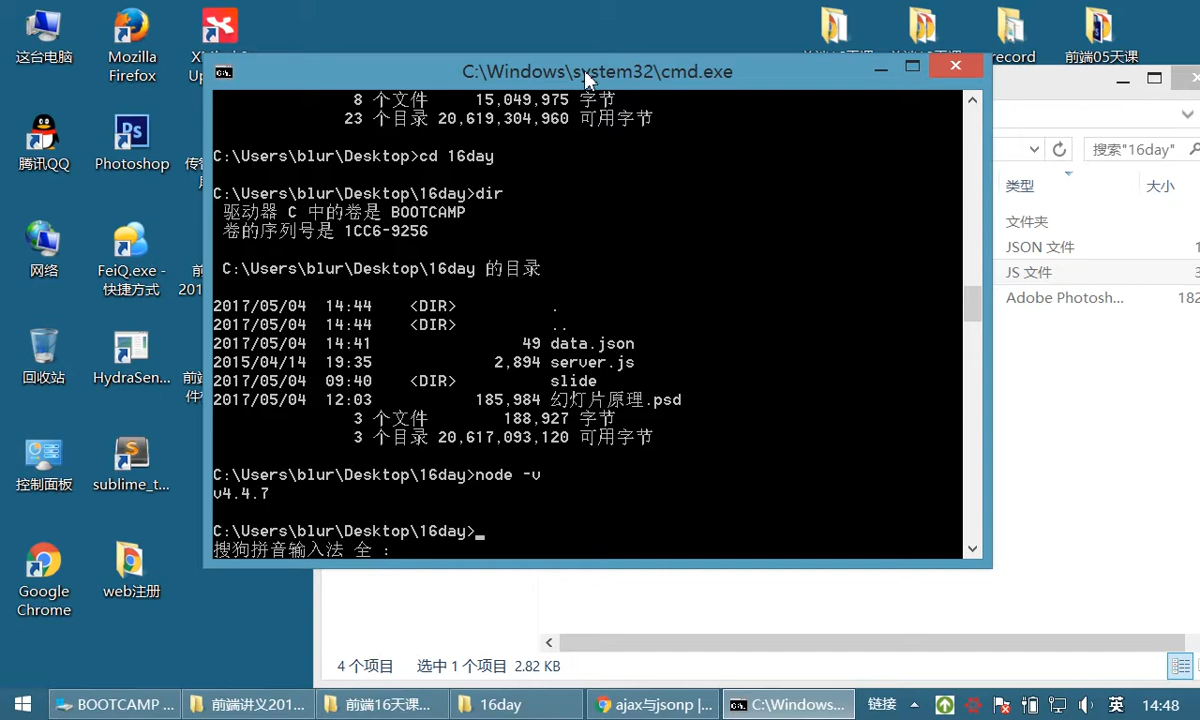 这台电脑
Mozilla
Firefox
record
前端05天课
腾讯QQ
Photoshop
网络
FeiQ.exe -
快捷方式
回收站
HydraSen...
控制面板
sublime_t...
Google
Chrome
web注册
C:\Windows\system32\cmd.exe
8 个文件 15,049,975 字节
23 个目录 20,619,304,960 可用字节
C:\Users\blur\Desktop>cd 16day
C:\Users\blur\Desktop\16day>dir
驱动器 C 中的卷是 BOOTCAMP
卷的序列号是 1CC6-9256
C:\Users\blur\Desktop\16day 的目录
2017/05/04 14:44 <DIR> .
2017/05/04 14:44 <DIR> ..
2017/05/04 14:41 49 data.json
2015/04/14 19:35 2,894 server.js
2017/05/04 09:40 <DIR> slide
2017/05/04 12:03 185,984 幻灯片原理.psd
3 个文件 188,927 字节
3 个目录 20,617,093,120 可用字节
C:\Users\blur\Desktop\16day>node -v
v4.4.7
C:\Users\blur\Desktop\16day>_
搜狗拼音输入法 全 :
搜索"16day"
类型 大小
文件夹
JSON 文件
JS 文件 3
Adobe Photosh... 182
4 个项目 选中 1 个项目 2.82 KB
BOOTCAMP ... 前端讲义201... 前端16天课... 16day ajax与jsonp |... C:\Windows... 链接 英 14:48